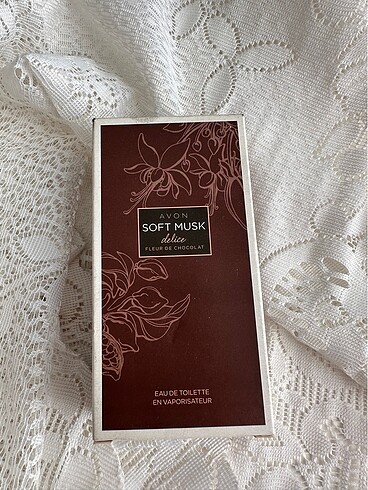 AVON
SOFT MUSK
delice
FLEUR DE CHOCOLAT
EAU DE TOILETTE
EN VAPORISATEUR